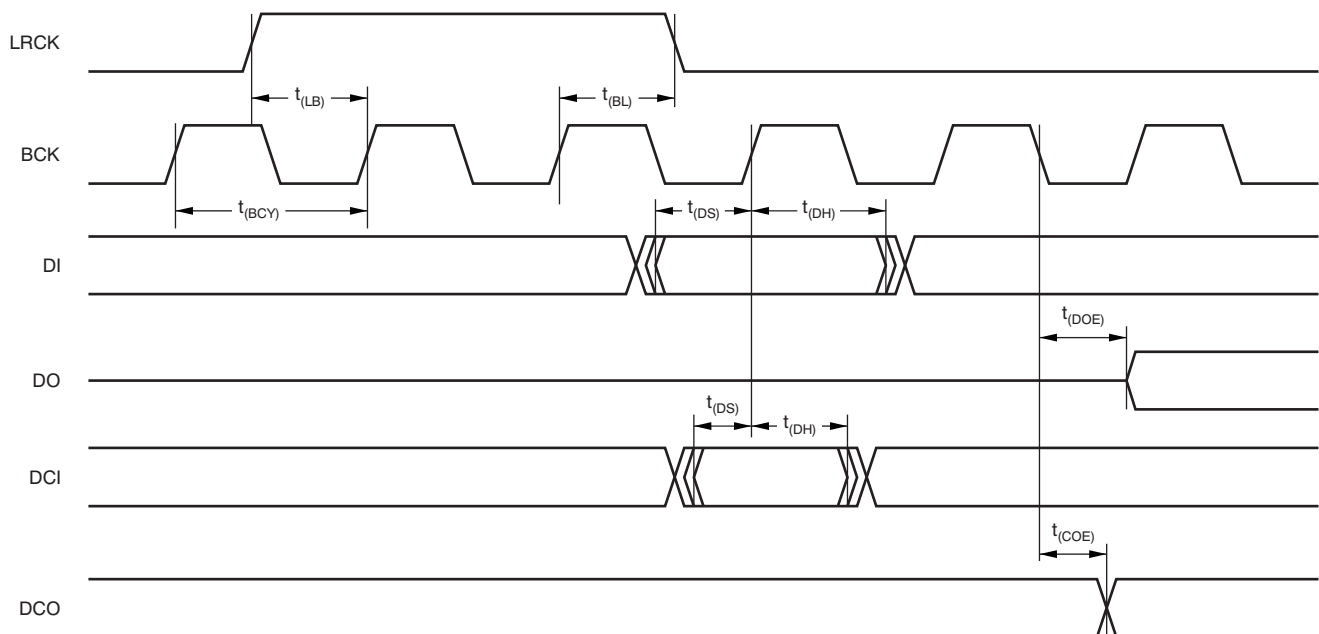 LRCK
t(LB)
t(BL)
BCK
t(BCY)
t(DS)
t(DH)
DI
t(DOE)
DO
t(DS)
t(DH)
DCI
t(COE)
DCO